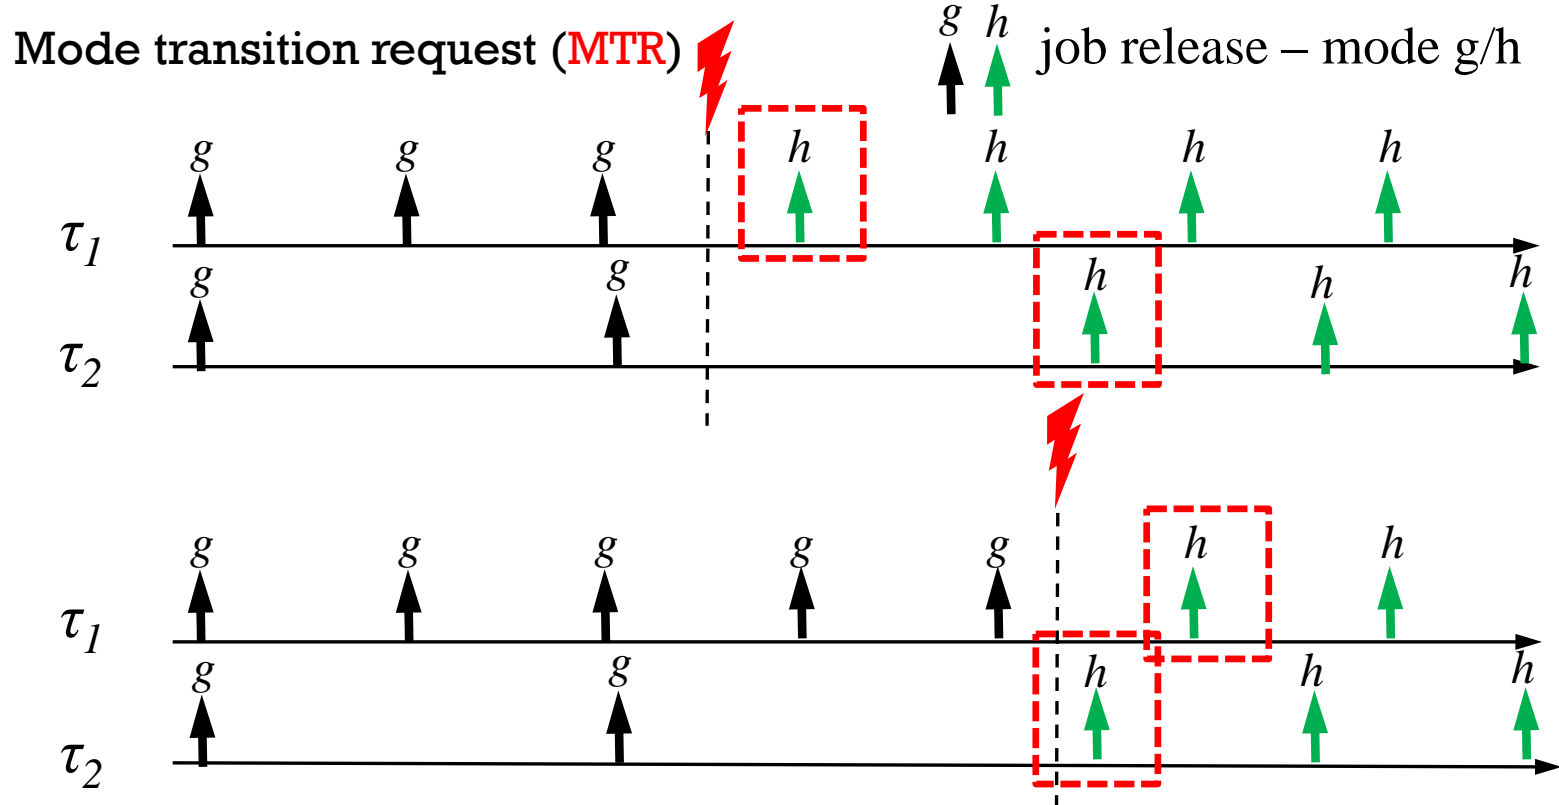 g h
Mode transition request (MTR) job release – mode g/h
g g g h h h h
τ1
g g h h h
τ2
g g g g g h h
τ1
g g h h h
τ2